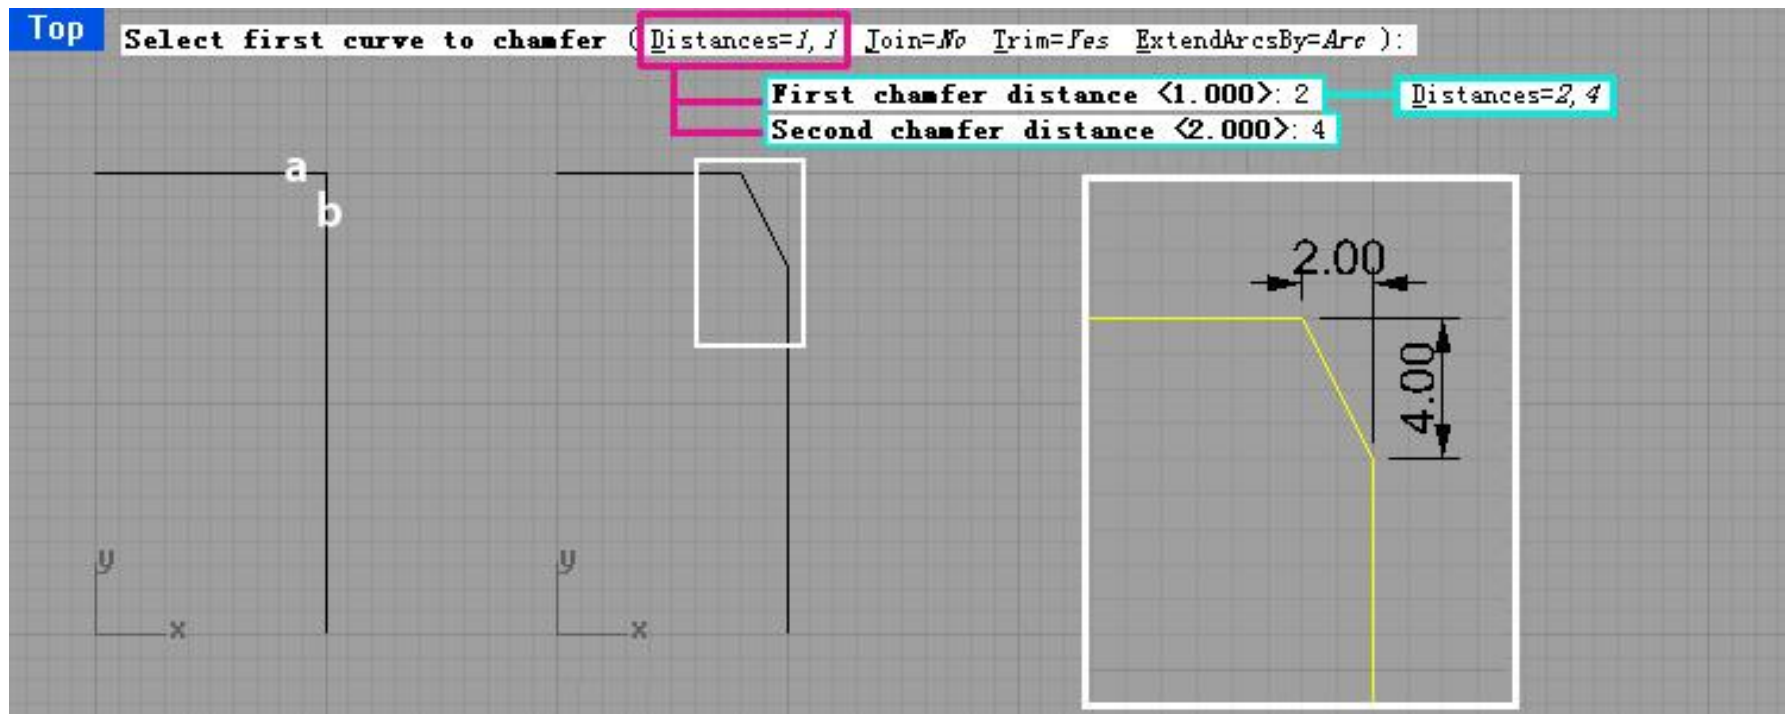 Top
Select first curve to chamfer ( Distances=1,1 Join=No Trim=Yes ExtendArcsBy=Arc ):
First chamfer distance <1.000>: 2
Distances=2,4
Second chamfer distance <2.000>: 4
a
b
2.00
4.00
y
x
y
x